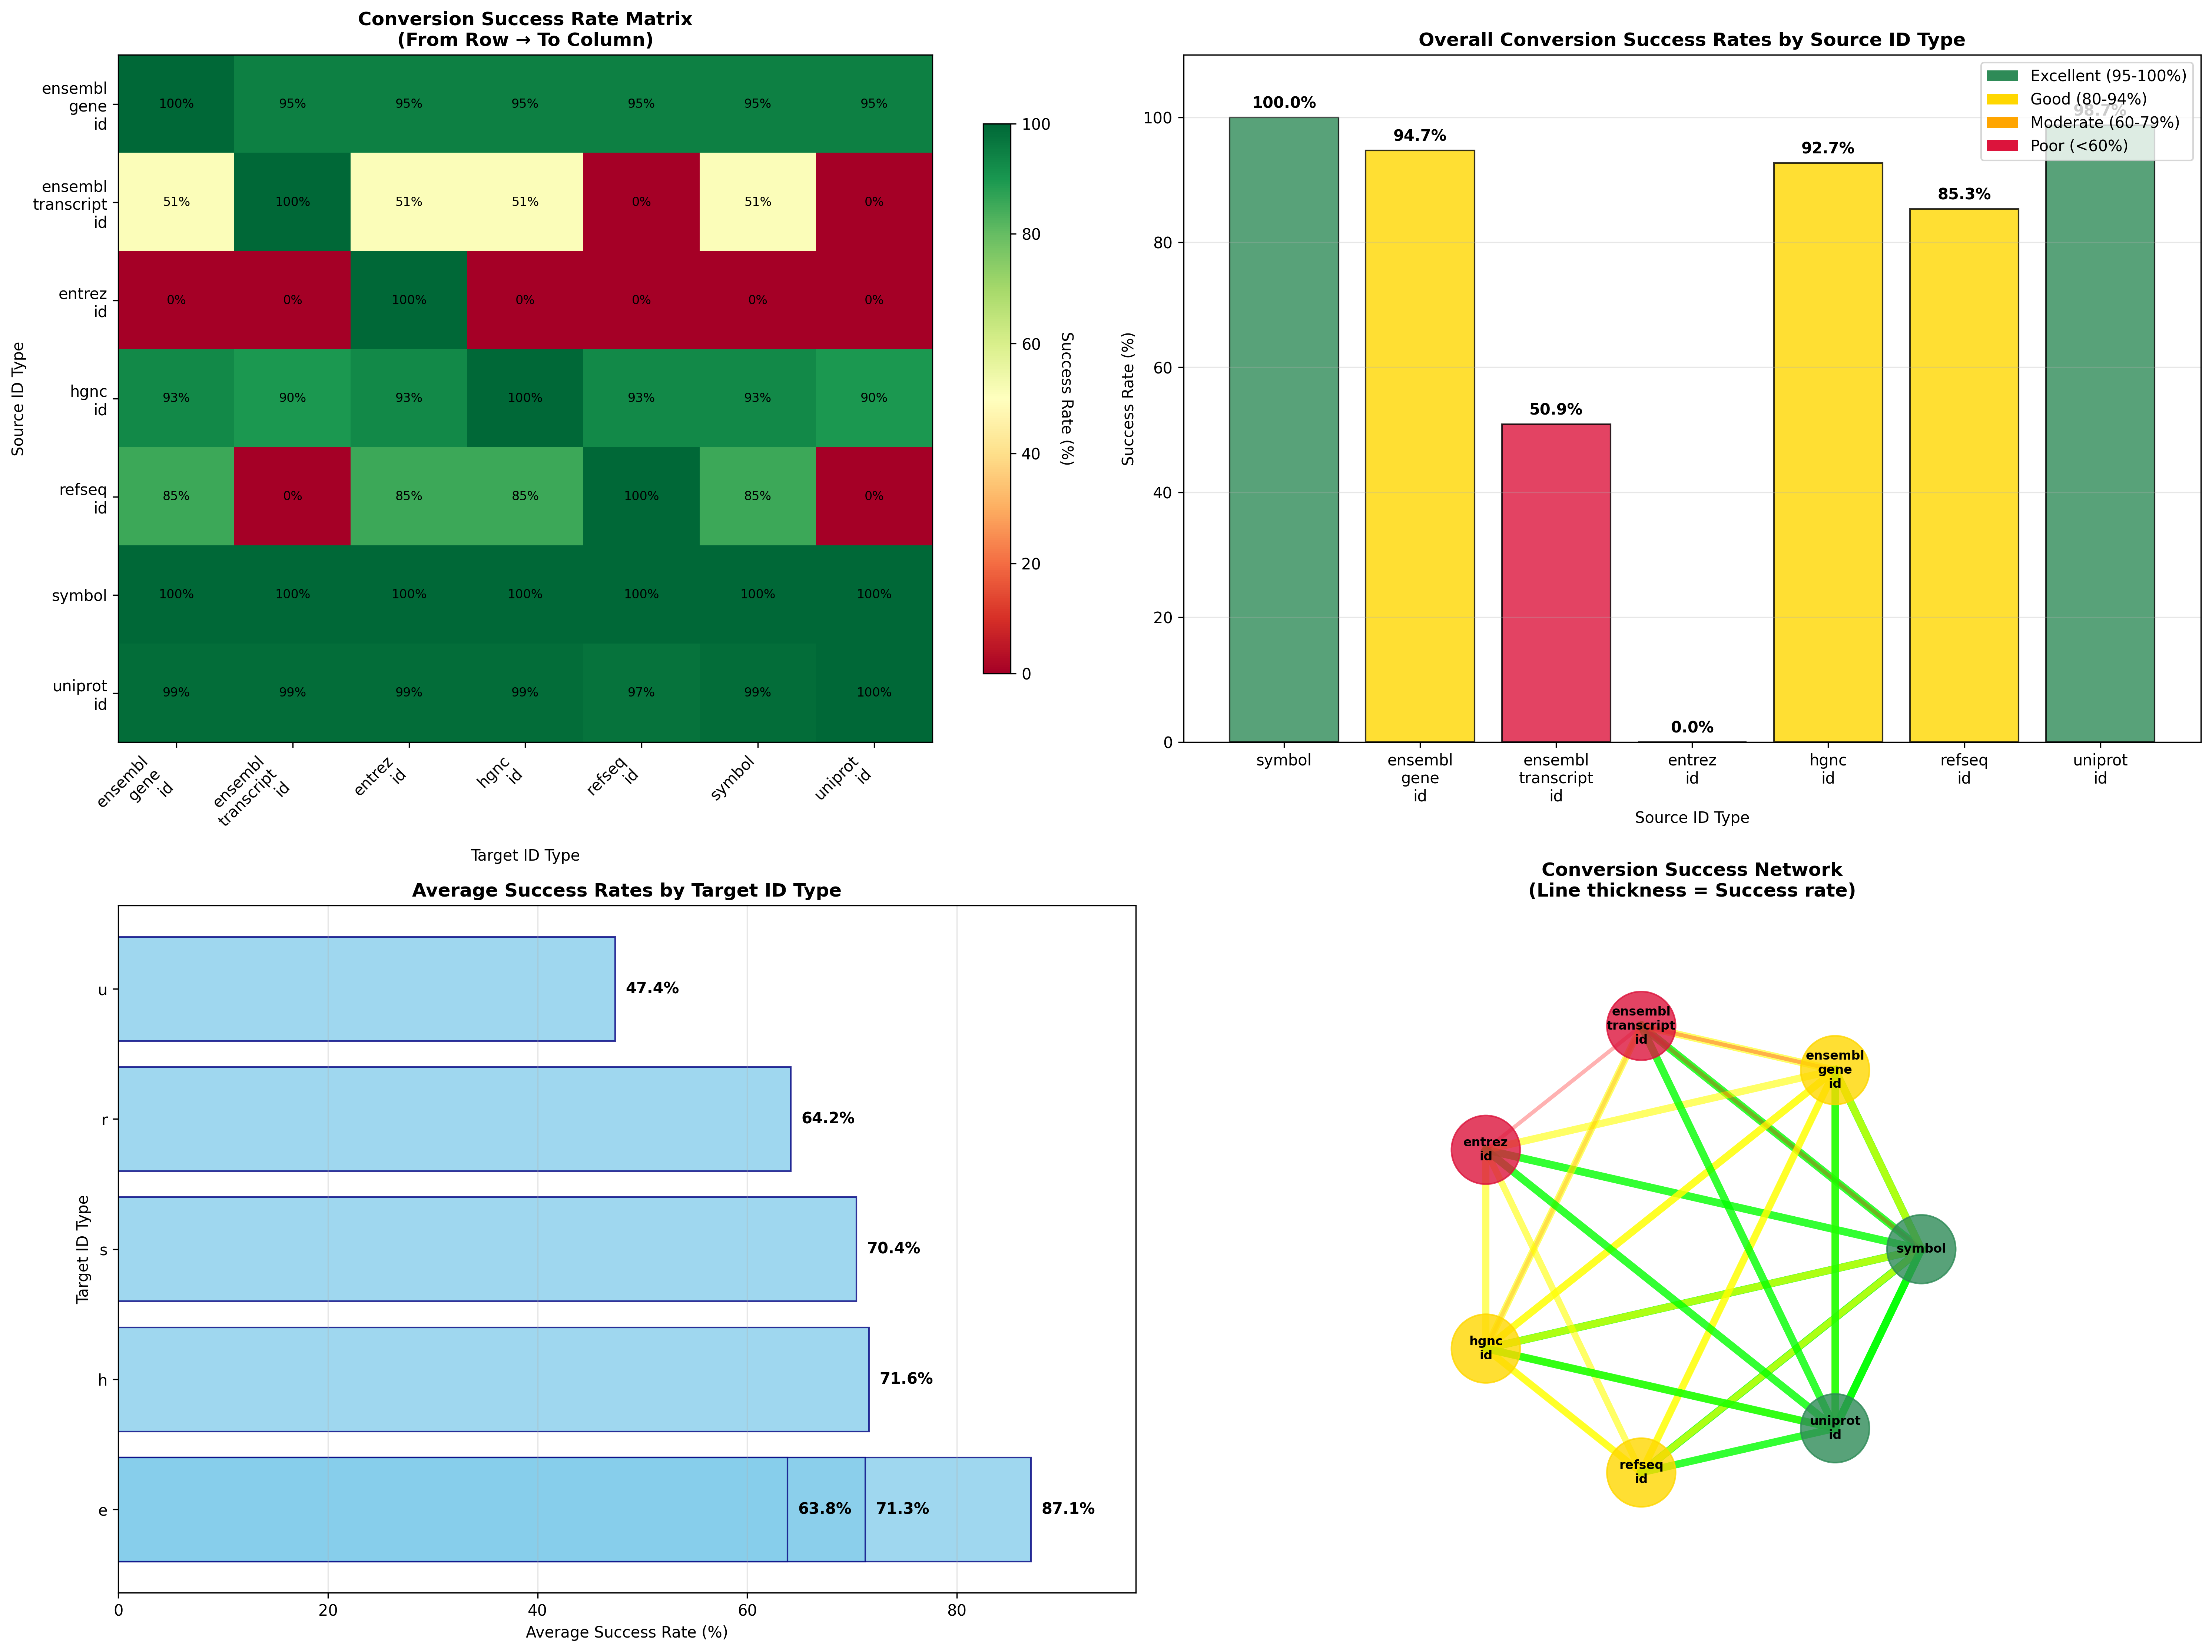 Conversion Success Rate Matrix
(From Row → To Column)
Source ID Type
ensembl
gene
id
100% 95% 95% 95% 95% 95% 95%
ensembl
transcript
id
51% 100% 51% 51% 0% 51% 0%
entrez
id
0% 0% 100% 0% 0% 0% 0%
hgnc
id
93% 90% 93% 100% 93% 93% 90%
refseq
id
85% 0% 85% 85% 100% 85% 0%
symbol
100% 100% 100% 100% 100% 100% 100%
uniprot
id
99% 99% 99% 99% 97% 99% 100%
ensembl
gene
id
ensembl
transcript
id
entrez
id
hgnc
id
refseq
id
symbol
uniprot
id
Target ID Type
100
80
60
40
20
0
Success Rate (%)
Overall Conversion Success Rates by Source ID Type
Excellent (95-100%)
Good (80-94%)
Moderate (60-79%)
Poor (<60%)
Success Rate (%)
100
80
60
40
20
0
100.0%
94.7%
50.9%
0.0%
92.7%
85.3%
98.7%
symbol
ensembl
gene
id
ensembl
transcript
id
entrez
id
hgnc
id
refseq
id
uniprot
id
Source ID Type
Average Success Rates by Target ID Type
Target ID Type
u
47.4%
r
64.2%
s
70.4%
h
71.6%
e
63.8% 71.3% 87.1%
0 20 40 60 80
Average Success Rate (%)
Conversion Success Network
(Line thickness = Success rate)
ensembl
transcript
id
ensembl
gene
id
entrez
id
symbol
hgnc
id
uniprot
id
refseq
id